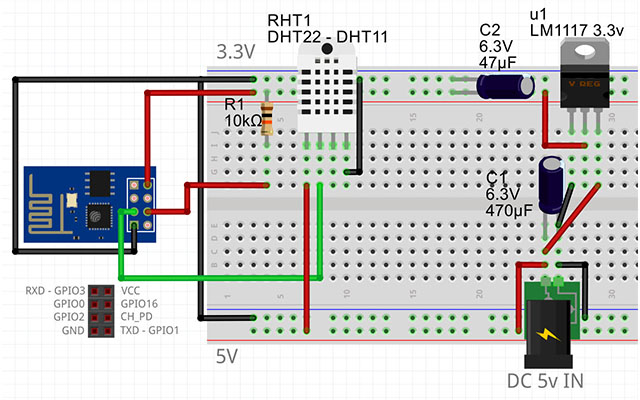 3.3V
RHT1
DHT22 - DHT11
C2
6.3V
47µF
u1
LM1117 3.3v
V REG
R1
10kΩ
C1
6.3V
470µF
RXD - GPIO3
VCC
GPIO0
GPIO16
GPIO2
CH_PD
GND
TXD - GPIO1
5V
DC 5v IN